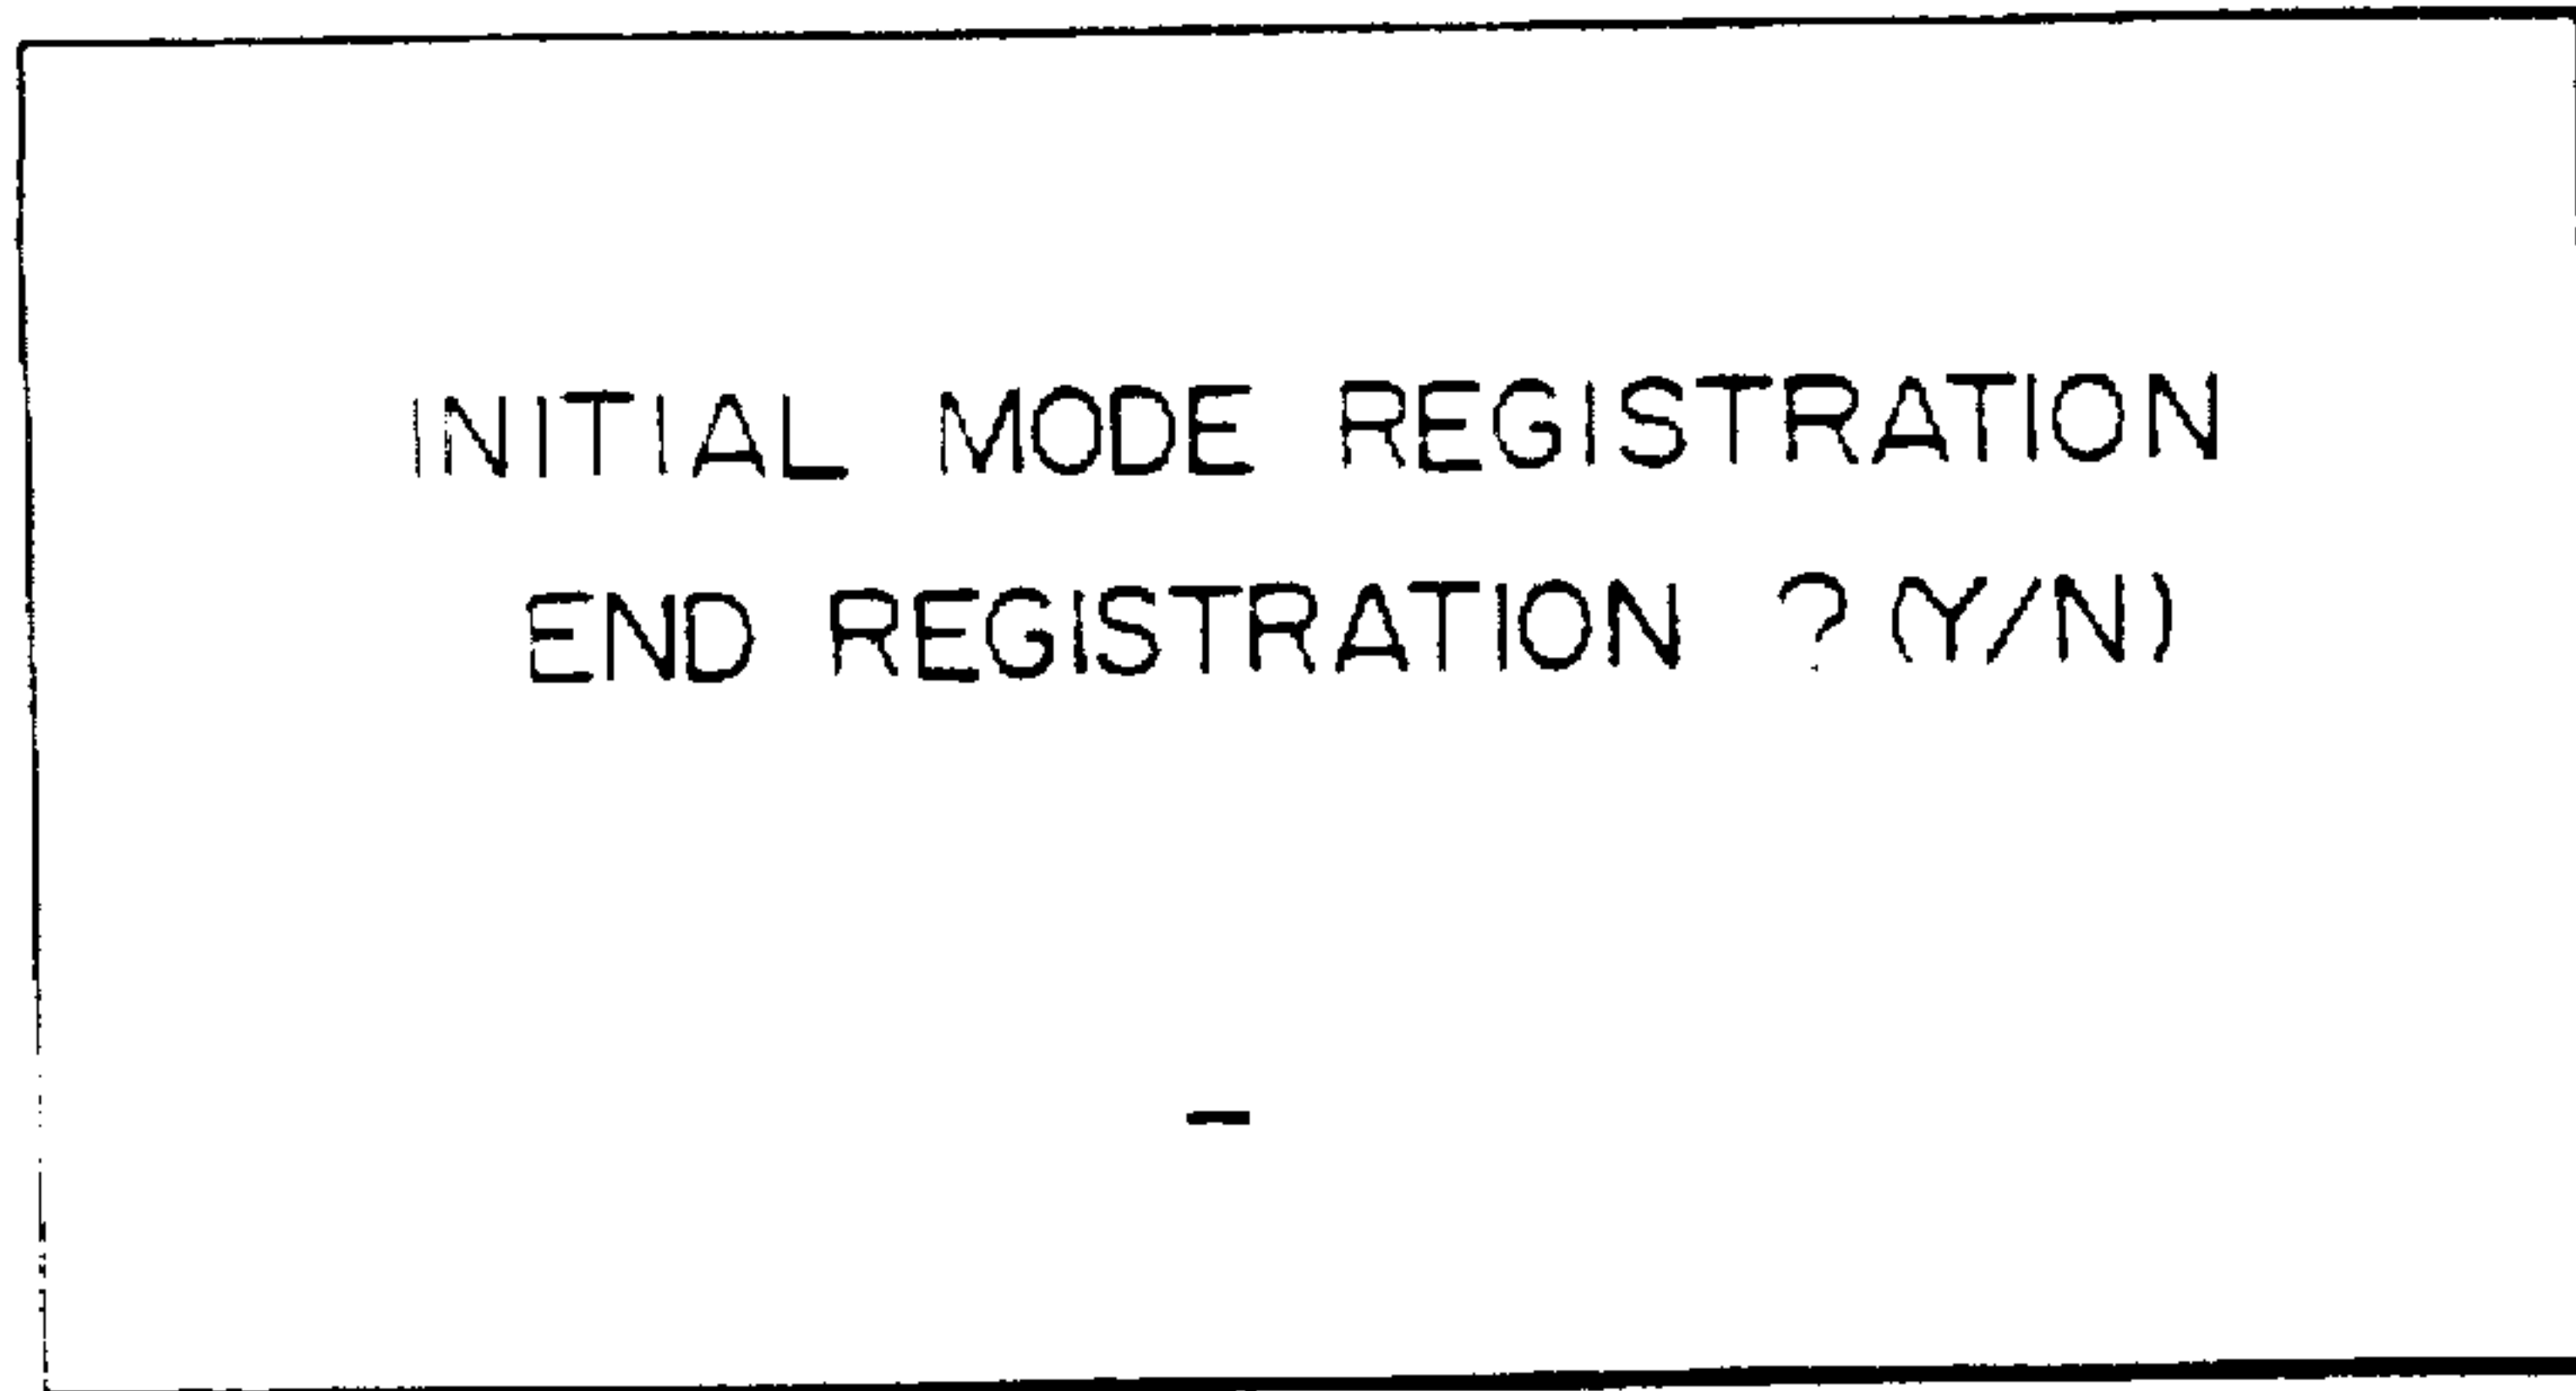 INITIAL MODE REGISTRATION
END REGISTRATION ? (Y/N)
_